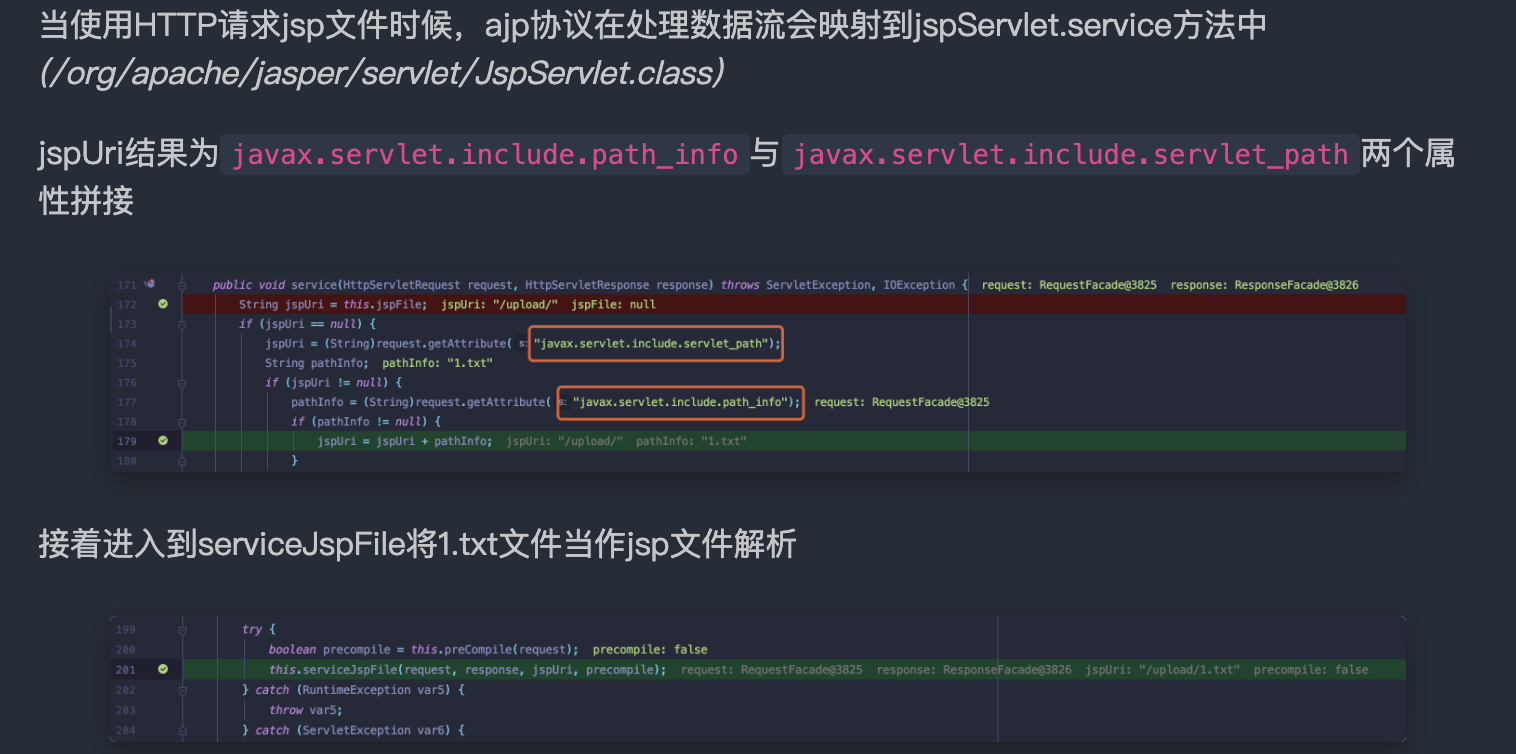 当使用HTTP请求jsp文件时候，ajp协议在处理数据流会映射到jspServlet.service方法中
(/org/apache/jasper/servlet/JspServlet.class)
jspUri结果为 javax.servlet.include.path_info 与 javax.servlet.include.servlet_path 两个属
性拼接
171 public void service(HttpServletRequest request, HttpServletResponse response) throws ServletException, IOException { request: RequestFacade@3825 response: ResponseFacade@3826
172 String jspUri = this.jspFile; jspUri: "/upload/" jspFile: null
173 if (jspUri == null) {
174 jspUri = (String)request.getAttribute( s: "javax.servlet.include.servlet_path");
175 String pathInfo; pathInfo: "1.txt"
176 if (jspUri != null) {
177 pathInfo = (String)request.getAttribute( s: "javax.servlet.include.path_info"); request: RequestFacade@3825
178 if (pathInfo != null) {
179 jspUri = jspUri + pathInfo; jspUri: "/upload/" pathInfo: "1.txt"
180 }
接着进入到serviceJspFile将1.txt文件当作jsp文件解析
199 try {
200 boolean precompile = this.preCompile(request); precompile: false
201 this.serviceJspFile(request, response, jspUri, precompile); request: RequestFacade@3825 response: ResponseFacade@3826 jspUri: "/upload/1.txt" precompile: false
202 } catch (RuntimeException var5) {
203 throw var5;
204 } catch (ServletException var6) {